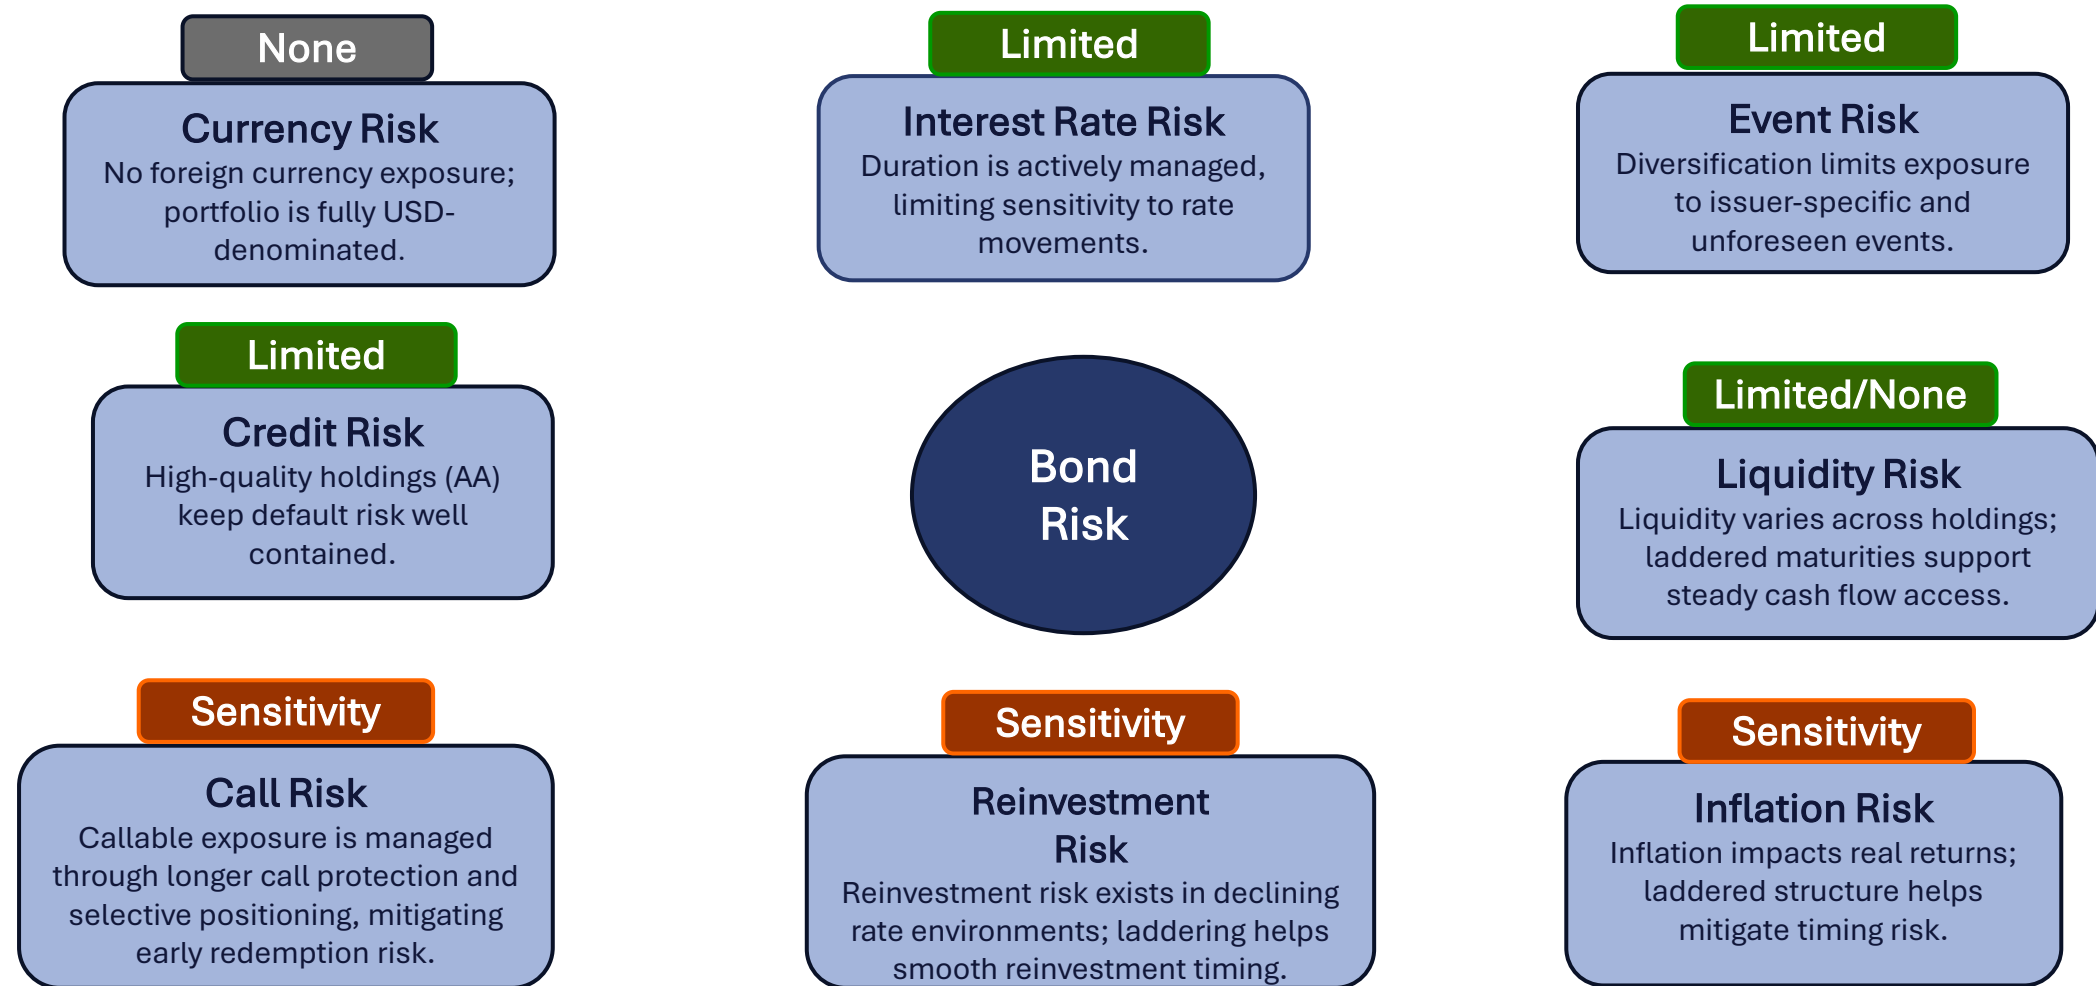 None
Currency Risk
No foreign currency exposure;
portfolio is fully USD-
denominated.
Limited
Interest Rate Risk
Duration is actively managed,
limiting sensitivity to rate
movements.
Limited
Event Risk
Diversification limits exposure
to issuer-specific and
unforeseen events.
Limited
Credit Risk
High-quality holdings (AA)
keep default risk well
contained.
Bond
Risk
Limited/None
Liquidity Risk
Liquidity varies across holdings;
laddered maturities support
steady cash flow access.
Sensitivity
Call Risk
Callable exposure is managed
through longer call protection and
selective positioning, mitigating
early redemption risk.
Sensitivity
Reinvestment
Risk
Reinvestment risk exists in declining
rate environments; laddering helps
smooth reinvestment timing.
Sensitivity
Inflation Risk
Inflation impacts real returns;
laddered structure helps
mitigate timing risk.